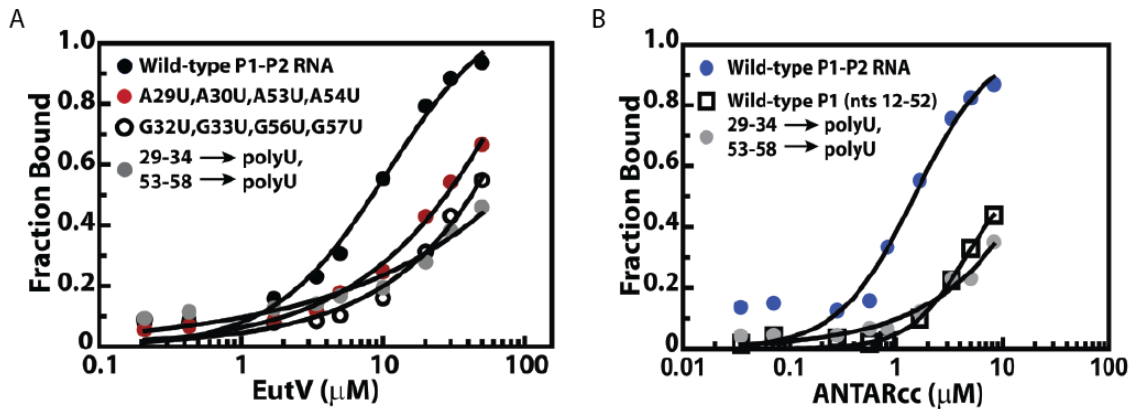 A
Fraction Bound
1.0
0.8
0.6
0.4
0.2
0
Wild-type P1-P2 RNA
A29U,A30U,A53U,A54U
G32U,G33U,G56U,G57U
29-34 → polyU,
53-58 → polyU
0.1 1 10 100
EutV (μM)
B
Fraction Bound
1.0
0.8
0.6
0.4
0.2
0
Wild-type P1-P2 RNA
Wild-type P1 (nts 12-52)
29-34 → polyU,
53-58 → polyU
0.01 0.1 1 10 100
ANTARcc (μM)